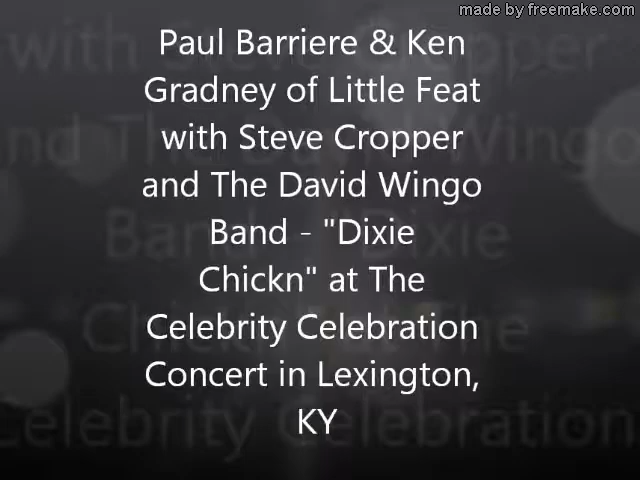 made by freemake.com
Paul Barriere & Ken
Gradney of Little Feat
with Steve Cropper
and The David Wingo
Band - "Dixie
Chickn" at The
Celebrity Celebration
Concert in Lexington,
KY